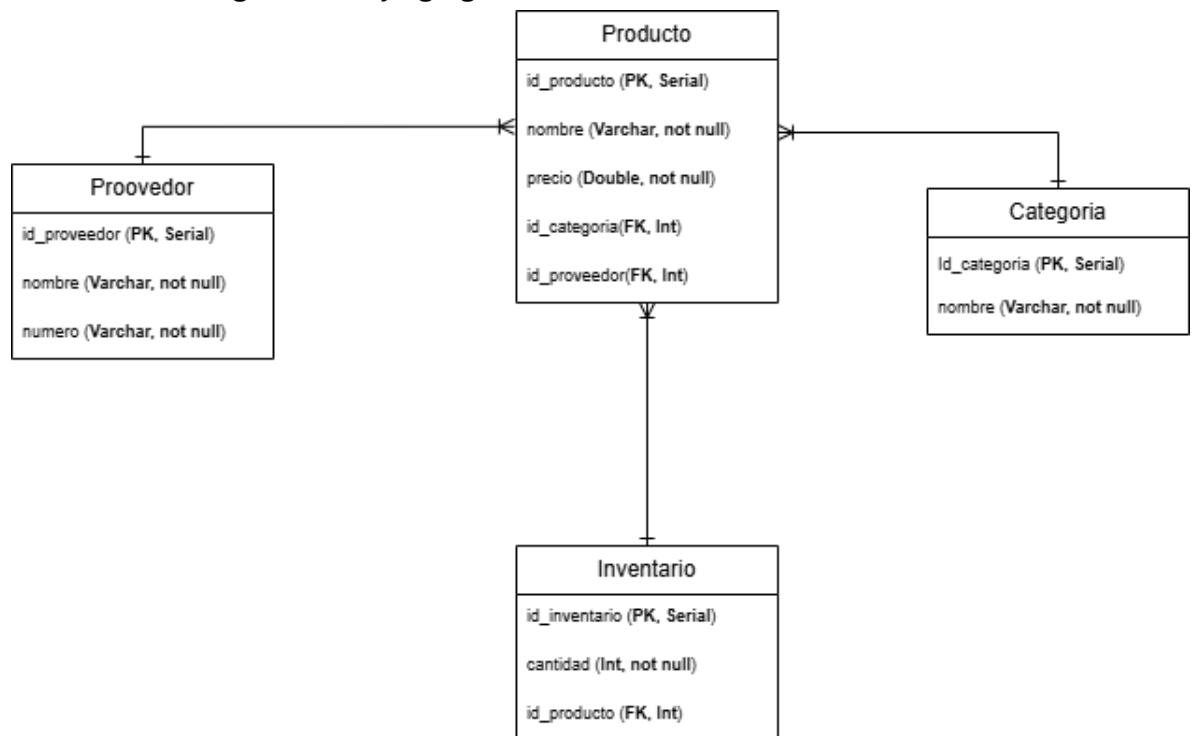 Producto
id_producto (PK, Serial)
nombre (Varchar, not null)
precio (Double, not null)
id_categoria(FK, Int)
id_proveedor(FK, Int)
Proovedor
id_proveedor (PK, Serial)
nombre (Varchar, not null)
numero (Varchar, not null)
Categoria
Id_categoria (PK, Serial)
nombre (Varchar, not null)
Inventario
id_inventario (PK, Serial)
cantidad (Int, not null)
id_producto (FK, Int)